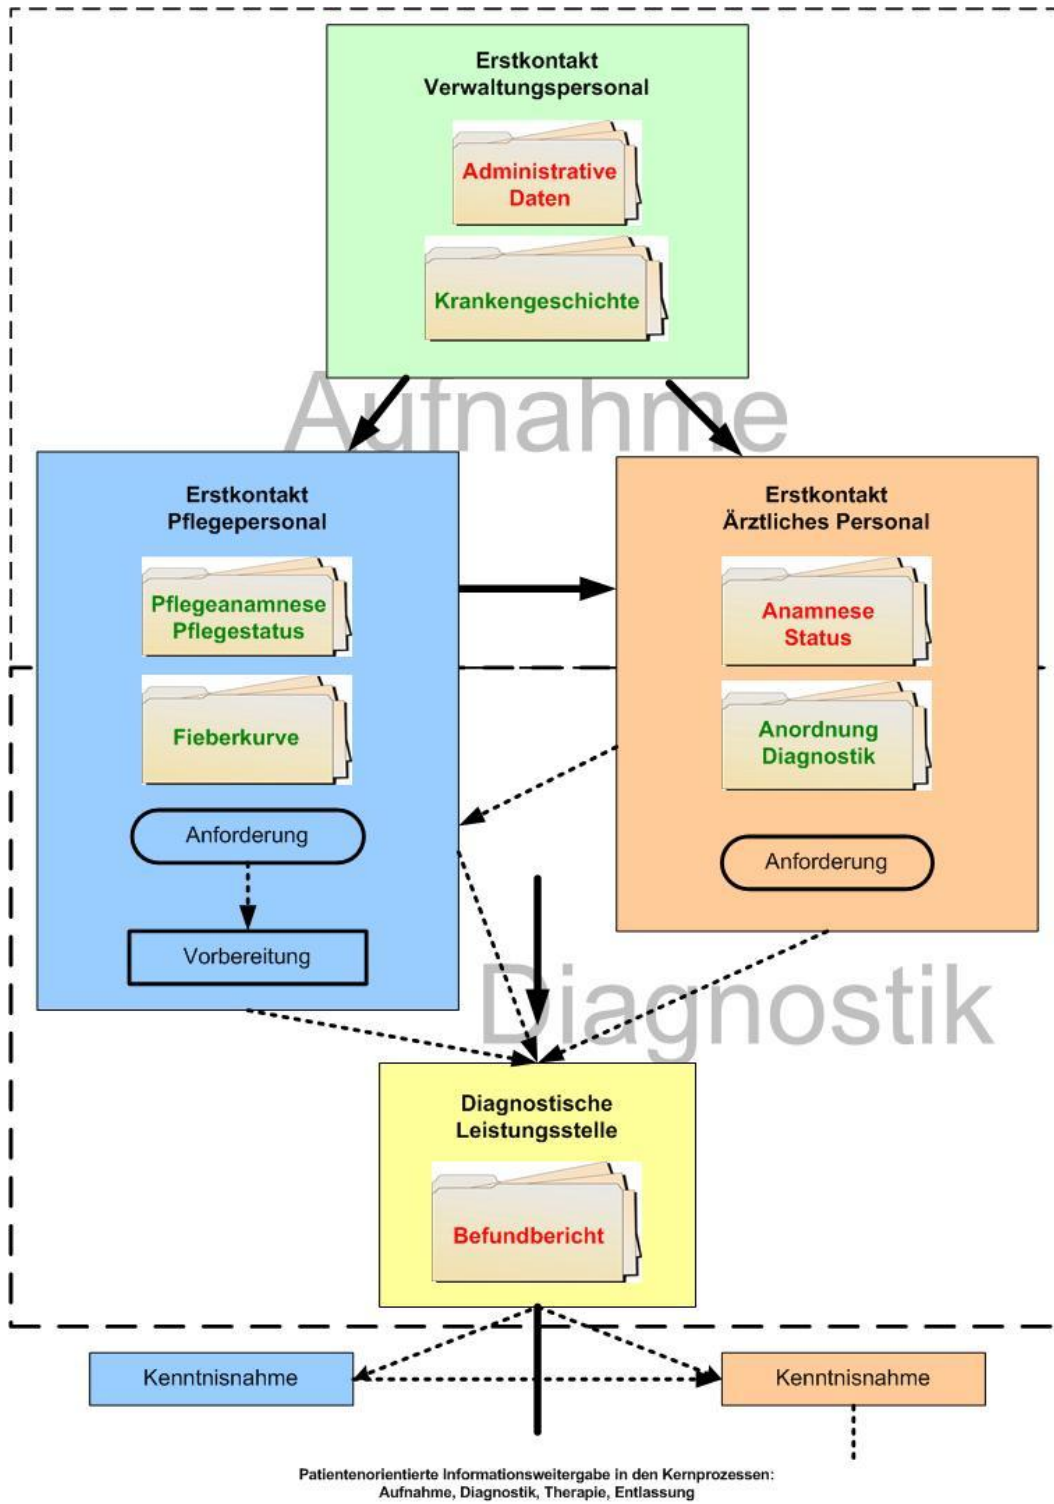 Erstkontakt
Verwaltungspersonal
Administrative
Daten
Krankengeschichte
Aufnahme
Erstkontakt
Pflegepersonal
Pflegeanamnese
Pflegestatus
Fieberkurve
Anforderung
Vorbereitung
Erstkontakt
Ärztliches Personal
Anamnese
Status
Anordnung
Diagnostik
Anforderung
Diagnostik
Diagnostische
Leistungsstelle
Befundbericht
Kenntnisnahme
Kenntnisnahme
Patientenorientierte Informationsweitergabe in den Kernprozessen:
Aufnahme, Diagnostik, Therapie, Entlassung